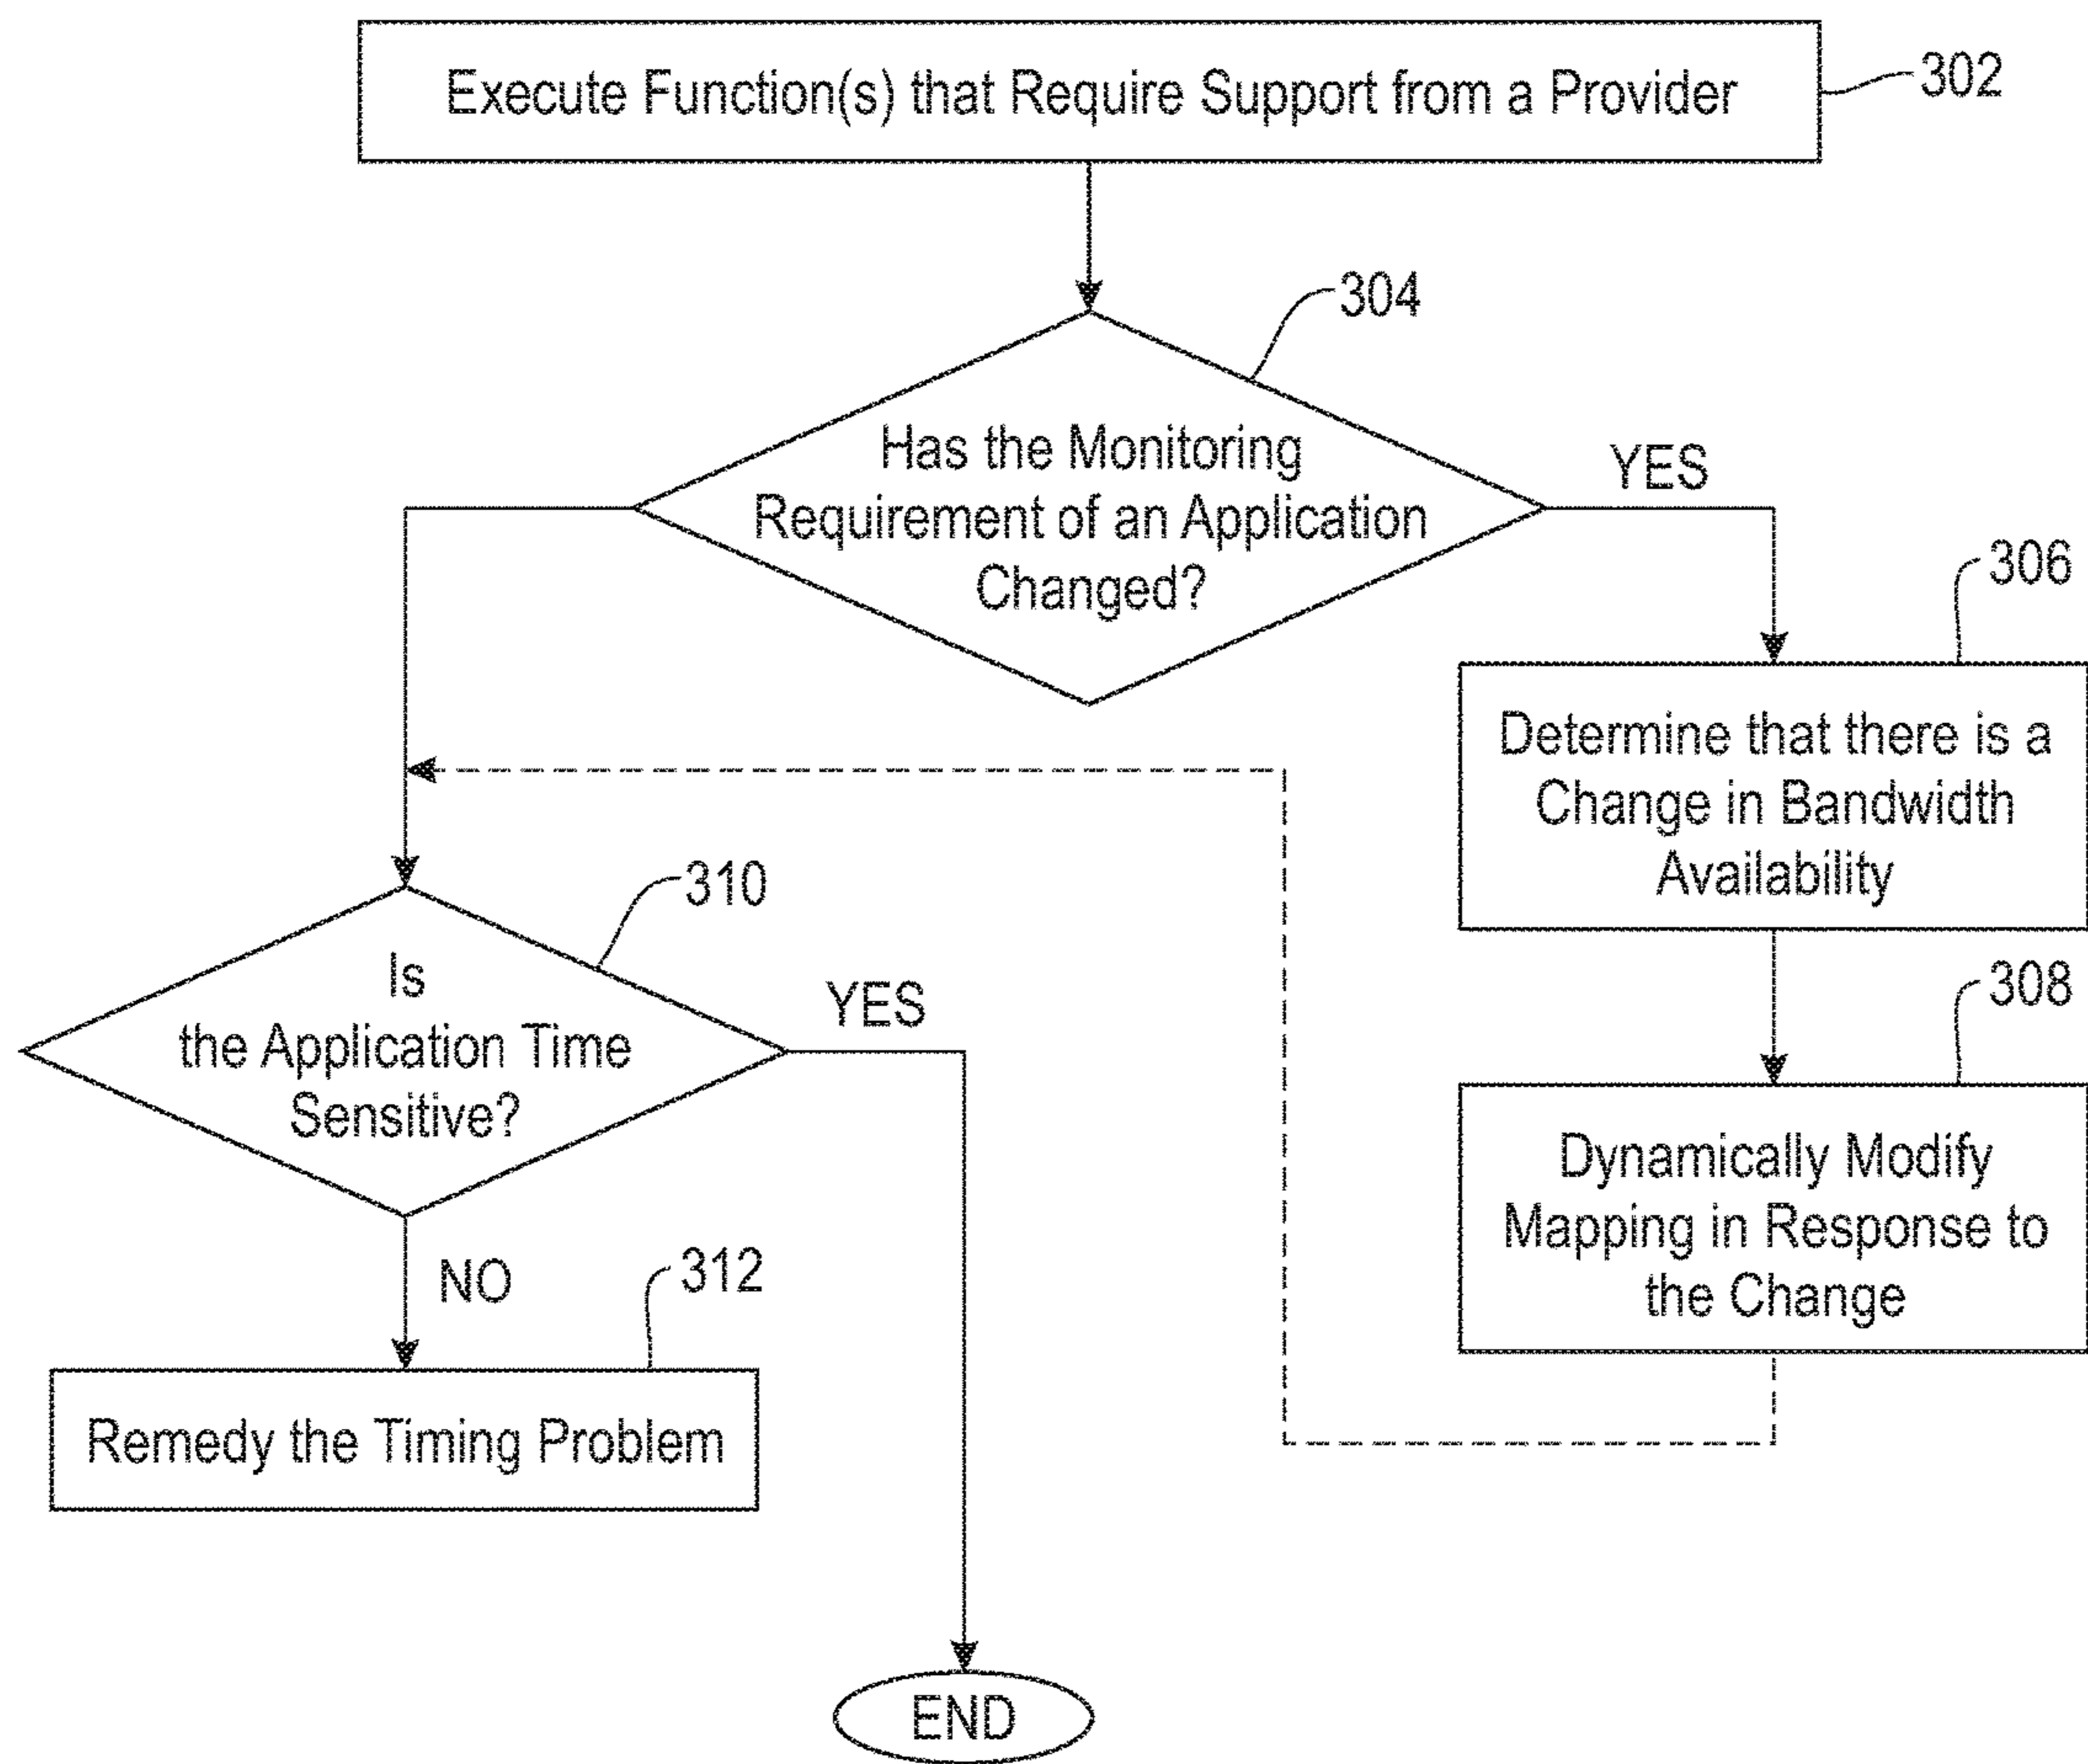 Execute Function(s) that Require Support from a Provider
302
304
Has the Monitoring
Requirement of an Application
Changed?
YES
306
Determine that there is a
Change in Bandwidth
Availability
308
Dynamically Modify
Mapping in Response to
the Change
310
Is
the Application Time
Sensitive?
YES
NO
312
Remedy the Timing Problem
END